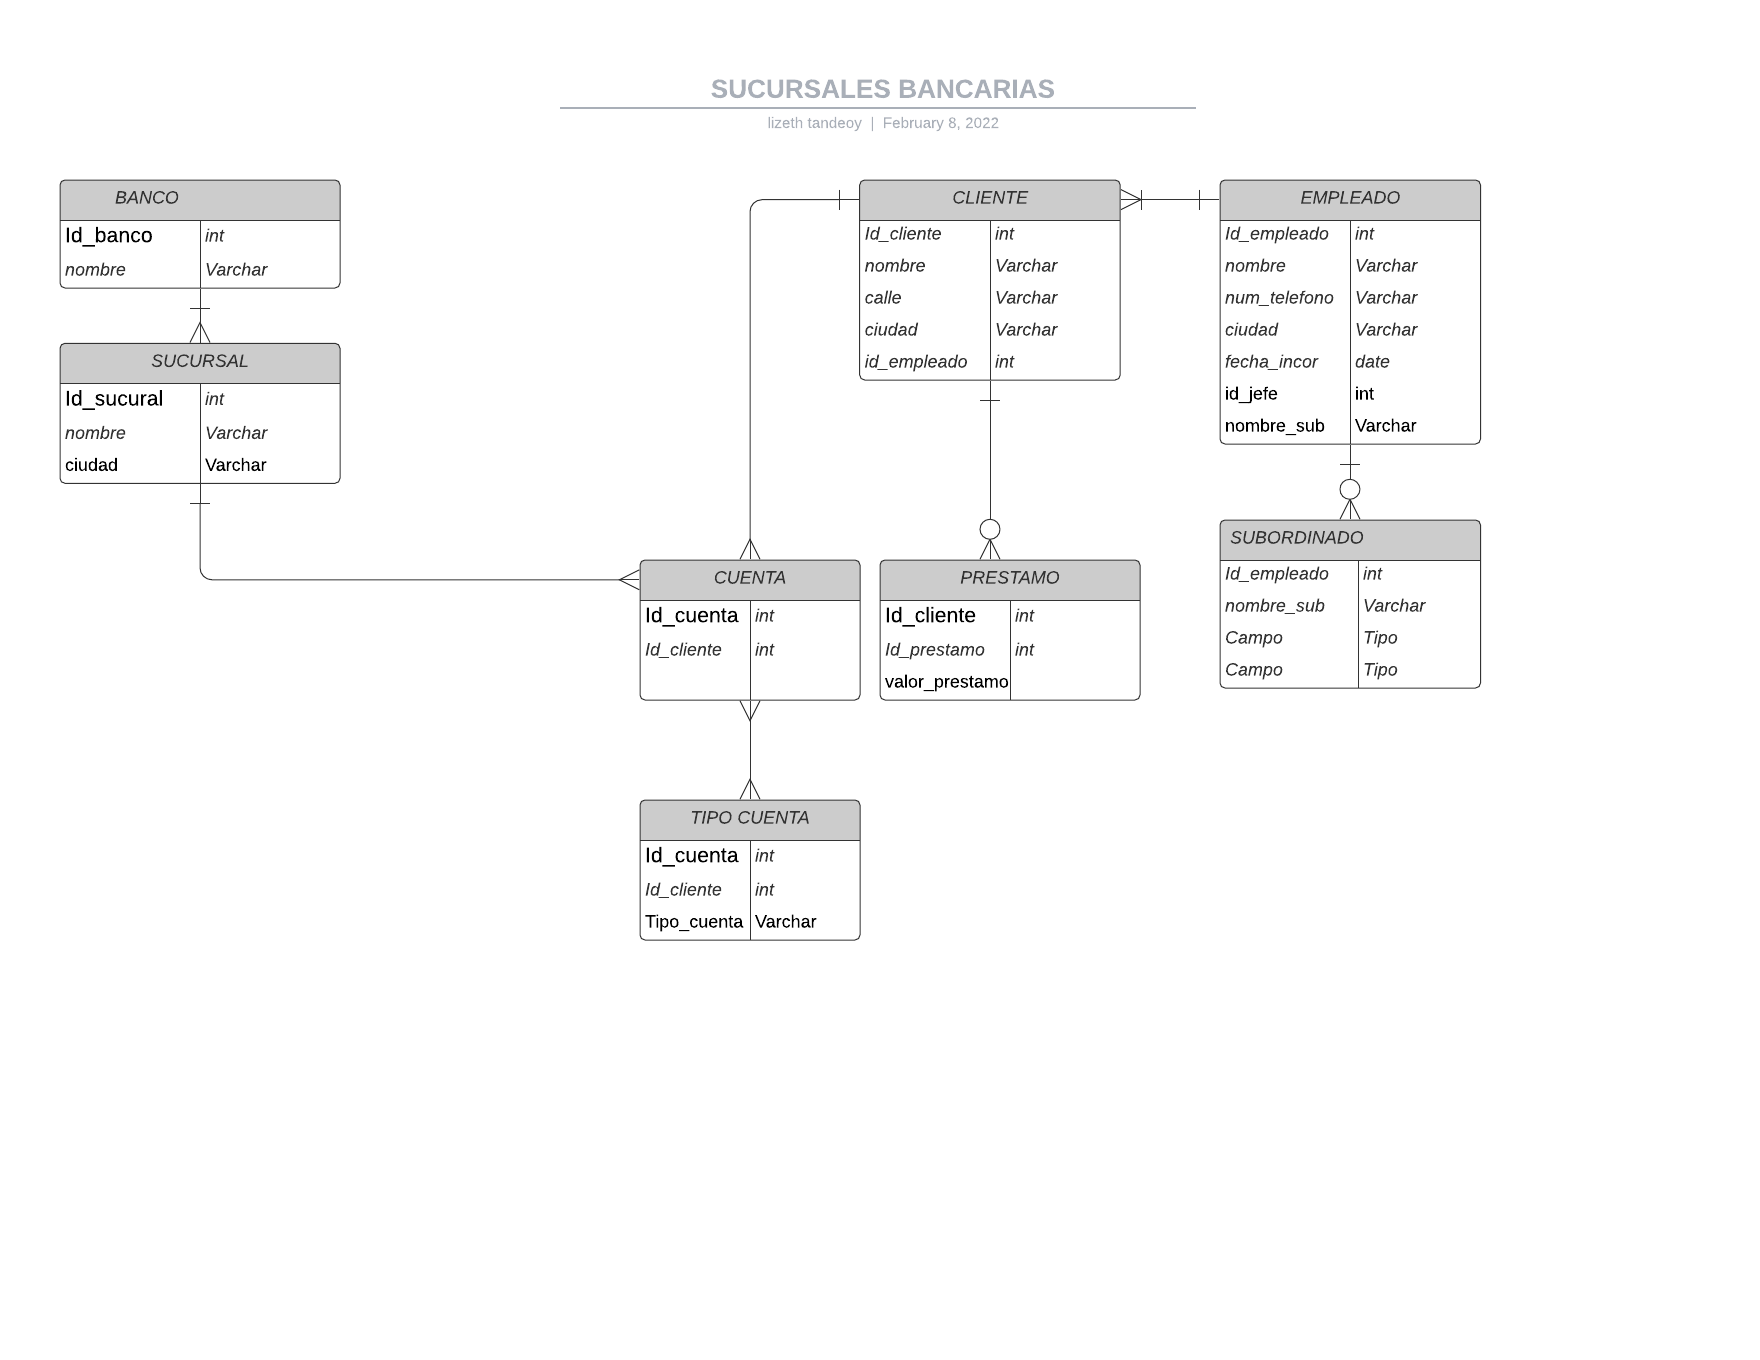 SUCURSALES BANCARIAS
lizeth tandeoy | February 8, 2022
BANCO
Id_banco int
nombre Varchar
SUCURSAL
Id_sucural int
nombre Varchar
ciudad Varchar
CLIENTE
Id_cliente int
nombre Varchar
calle Varchar
ciudad Varchar
id_empleado int
EMPLEADO
Id_empleado int
nombre Varchar
num_telefono Varchar
ciudad Varchar
fecha_incor date
id_jefe int
nombre_sub Varchar
CUENTA
Id_cuenta int
Id_cliente int
PRESTAMO
Id_cliente int
Id_prestamo int
valor_prestamo
SUBORDINADO
Id_empleado int
nombre_sub Varchar
Campo Tipo
Campo Tipo
TIPO CUENTA
Id_cuenta int
Id_cliente int
Tipo_cuenta Varchar